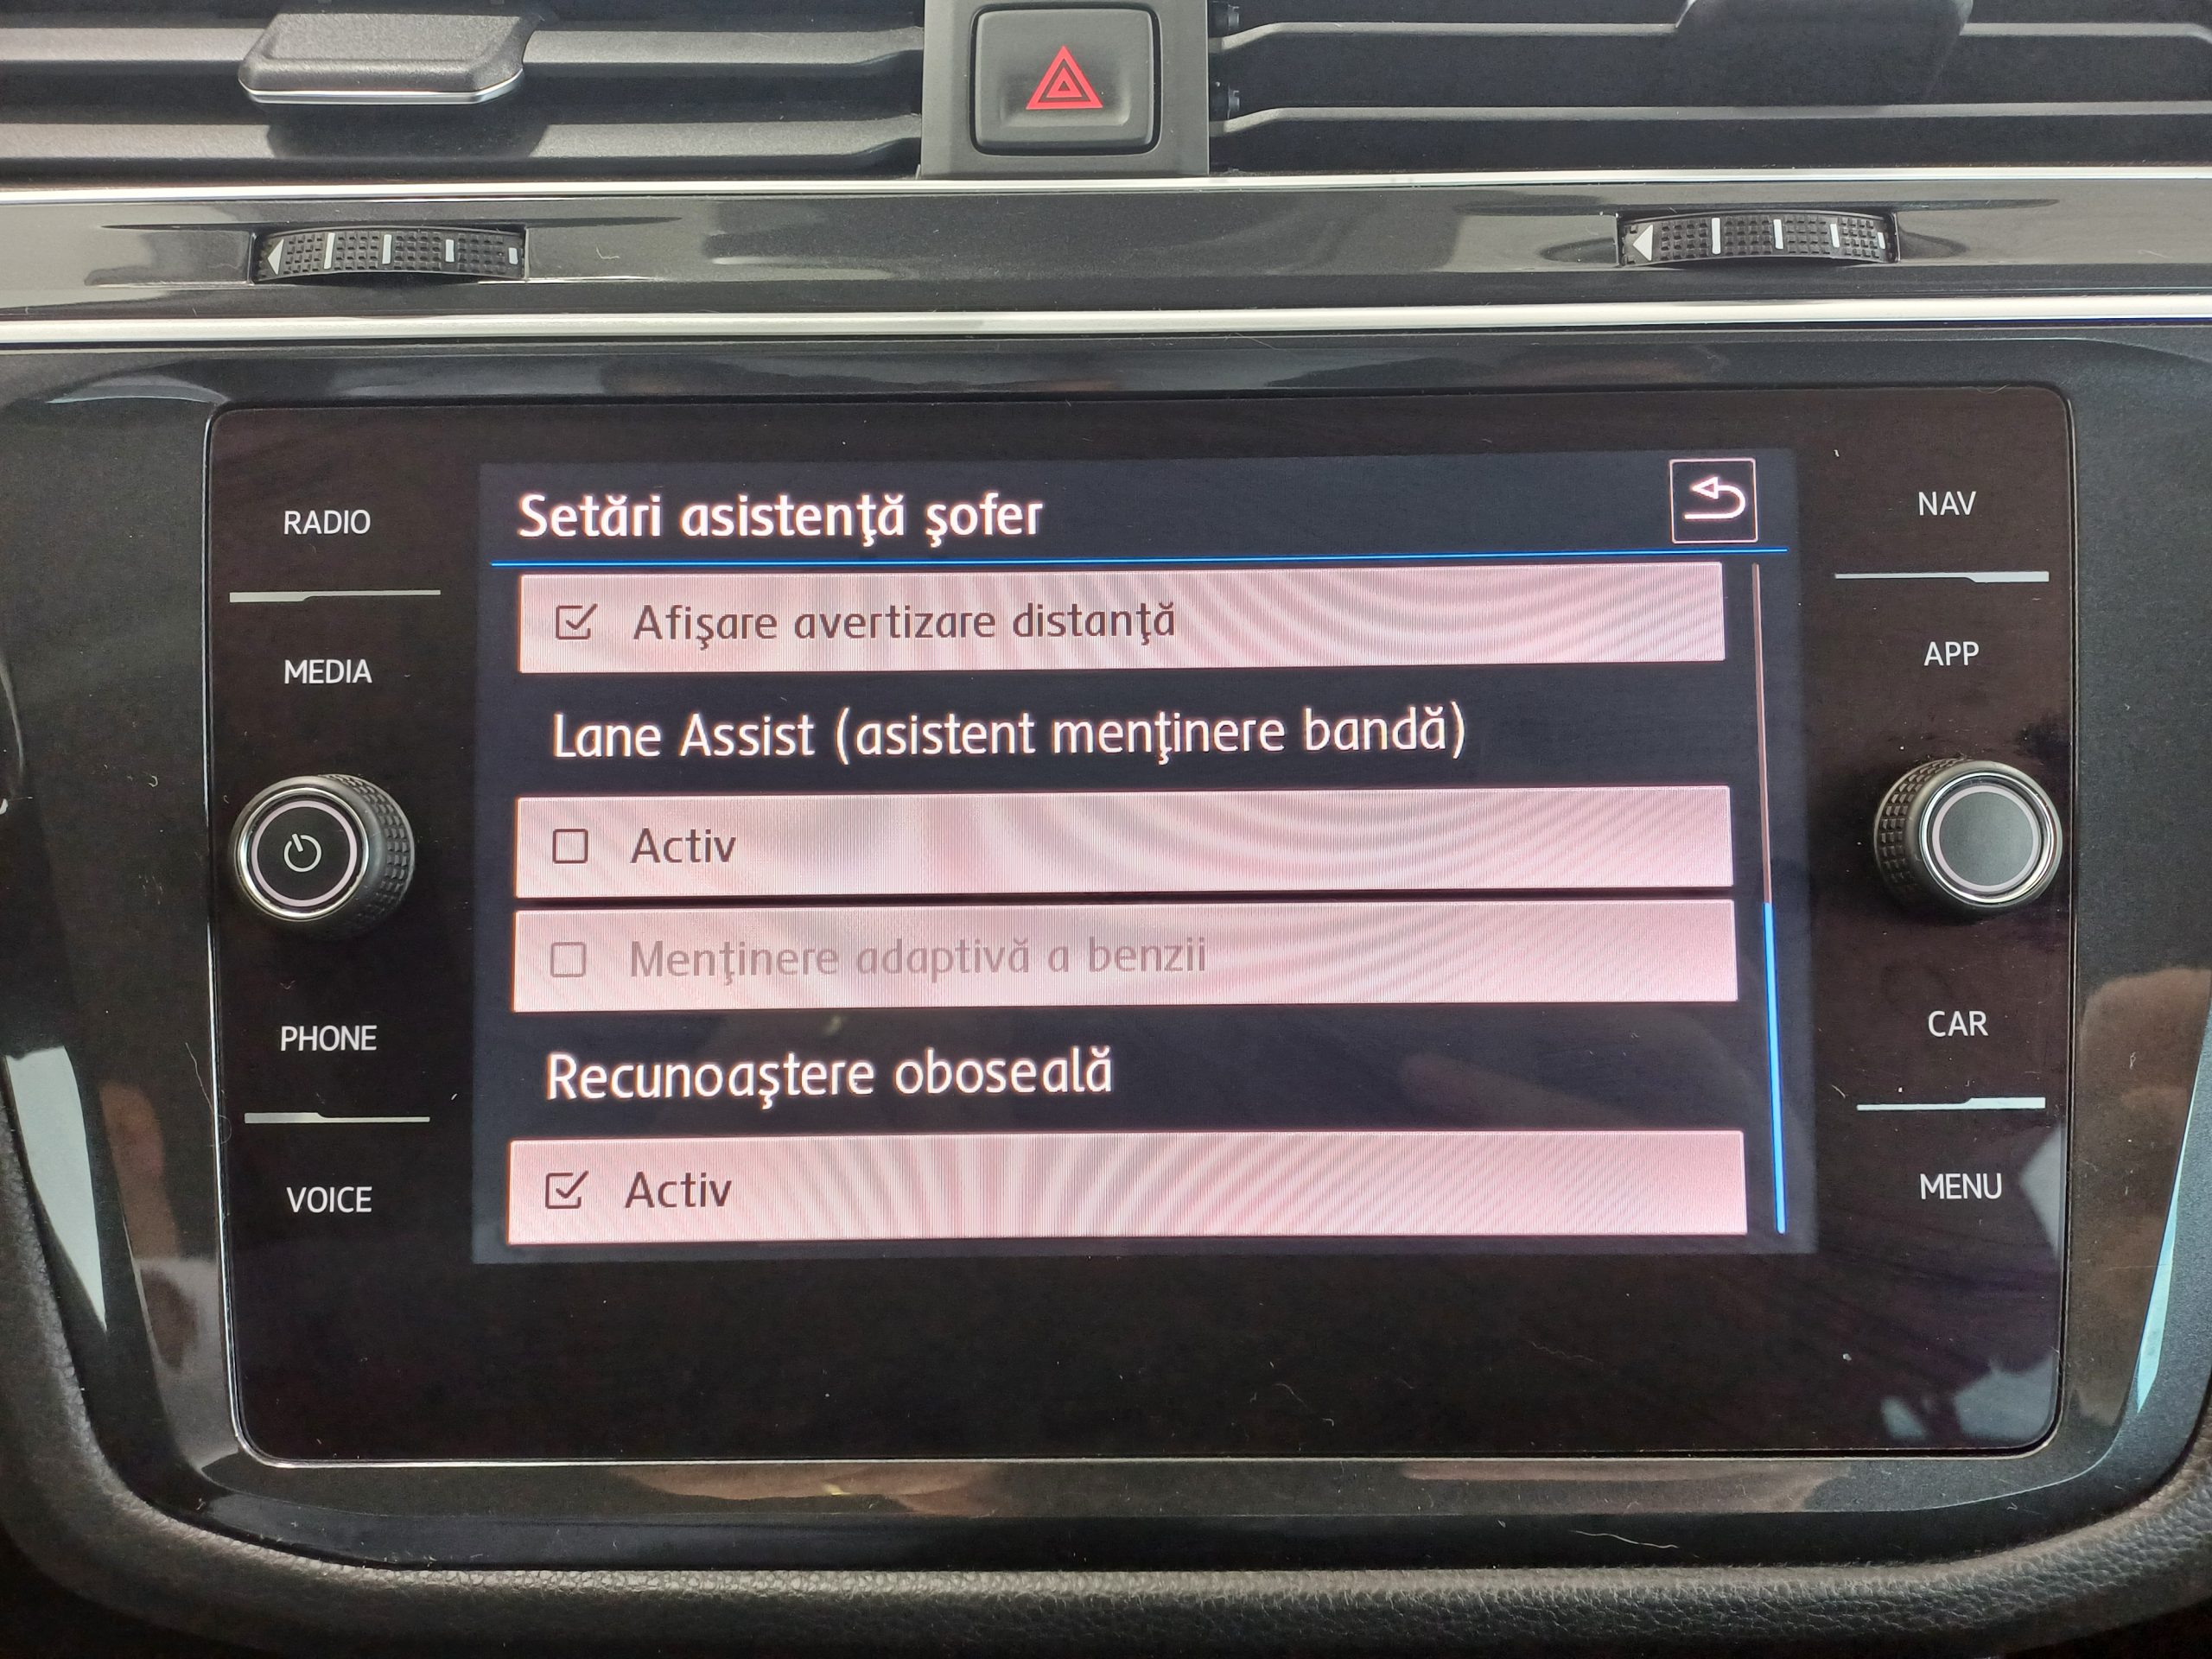 Setări asistenţă şofer
RADIO
MEDIA
PHONE
VOICE
Afişare avertizare distanţă
Lane Assist (asistent menţinere bandă)
Activ
Menţinere adaptivă a benzii
Recunoaştere oboseală
Activ
NAV
APP
CAR
MENU